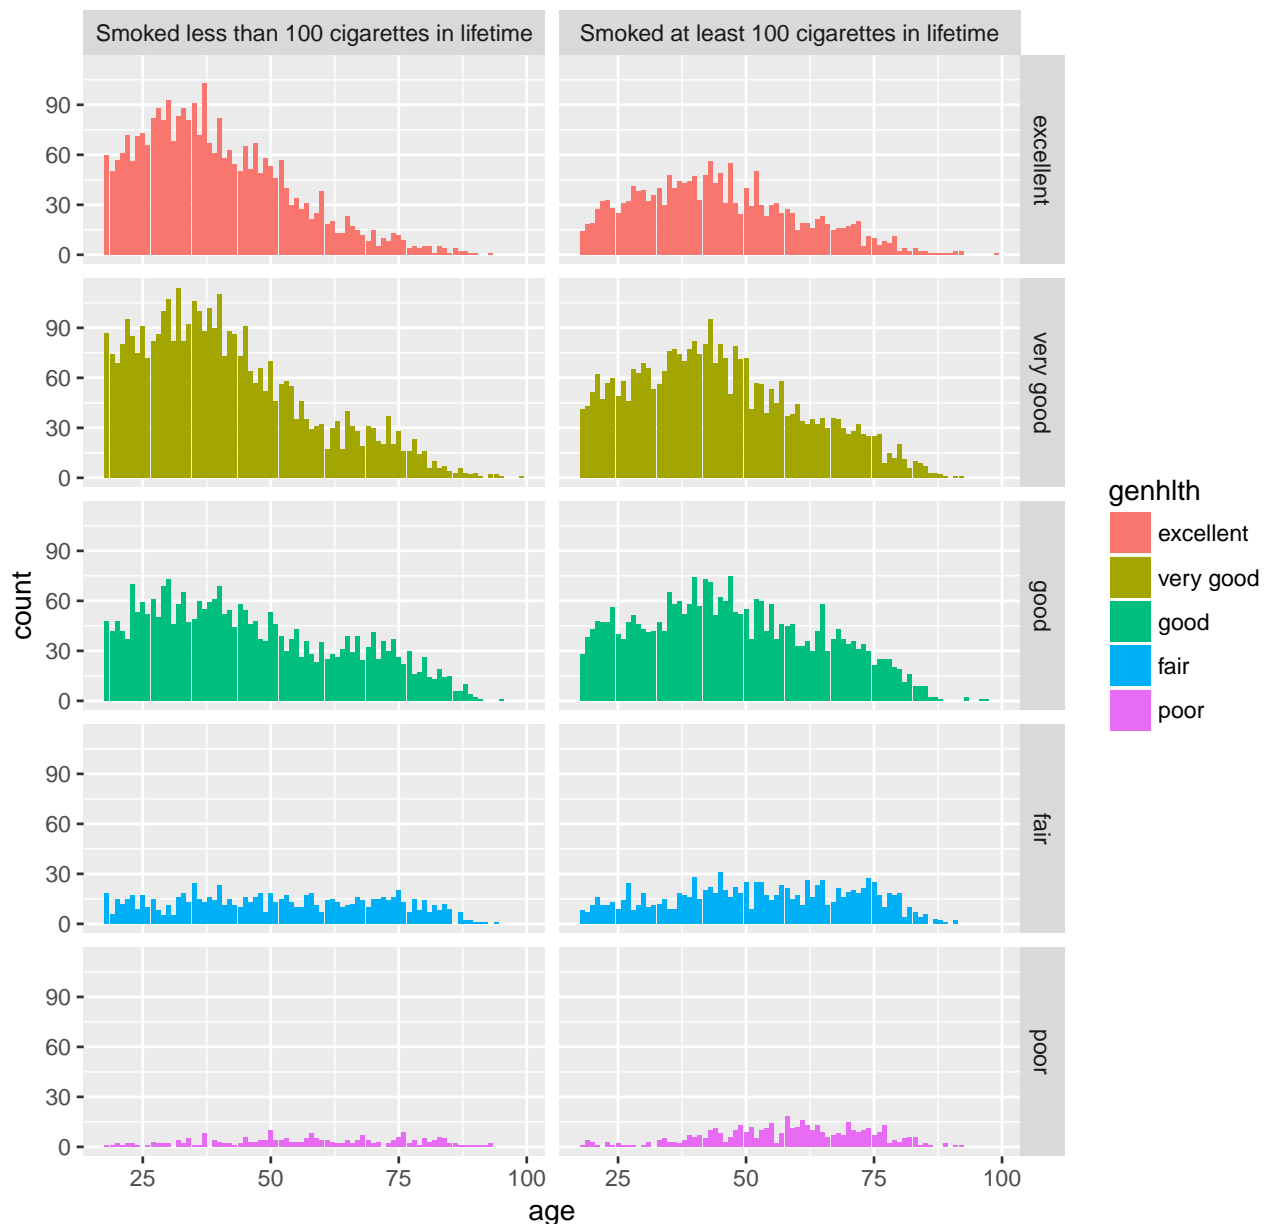 Smoked less than 100 cigarettes in lifetime
Smoked at least 100 cigarettes in lifetime
90
60
30
0
excellent
90
60
30
0
very good
90
60
30
0
good
90
60
30
0
fair
90
60
30
0
poor
25
50
75
100
25
50
75
100
count
age
genhlth
excellent
very good
good
fair
poor